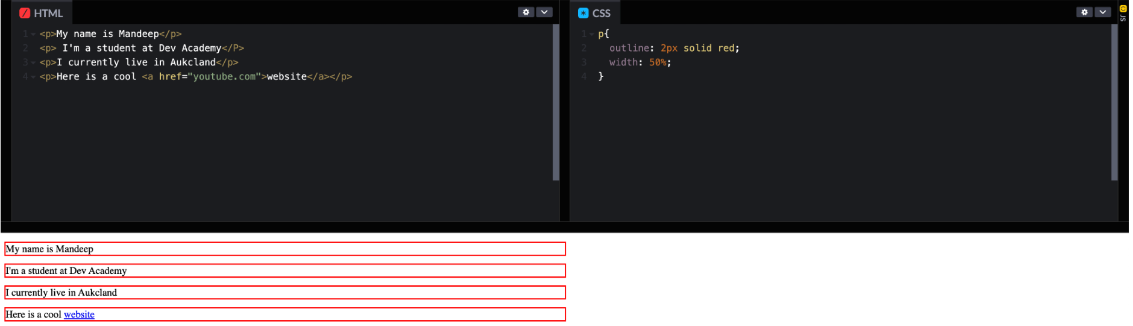 HTML
1 <p>My name is Mandeep</p>
2 <p> I'm a student at Dev Academy</P>
3 <p>I currently live in Aukcland</p>
4 <p>Here is a cool <a href="youtube.com">website</a></p>
CSS
1 p{
2 outline: 2px solid red;
3 width: 50%;
4 }
JS
My name is Mandeep
I'm a student at Dev Academy
I currently live in Aukcland
Here is a cool website